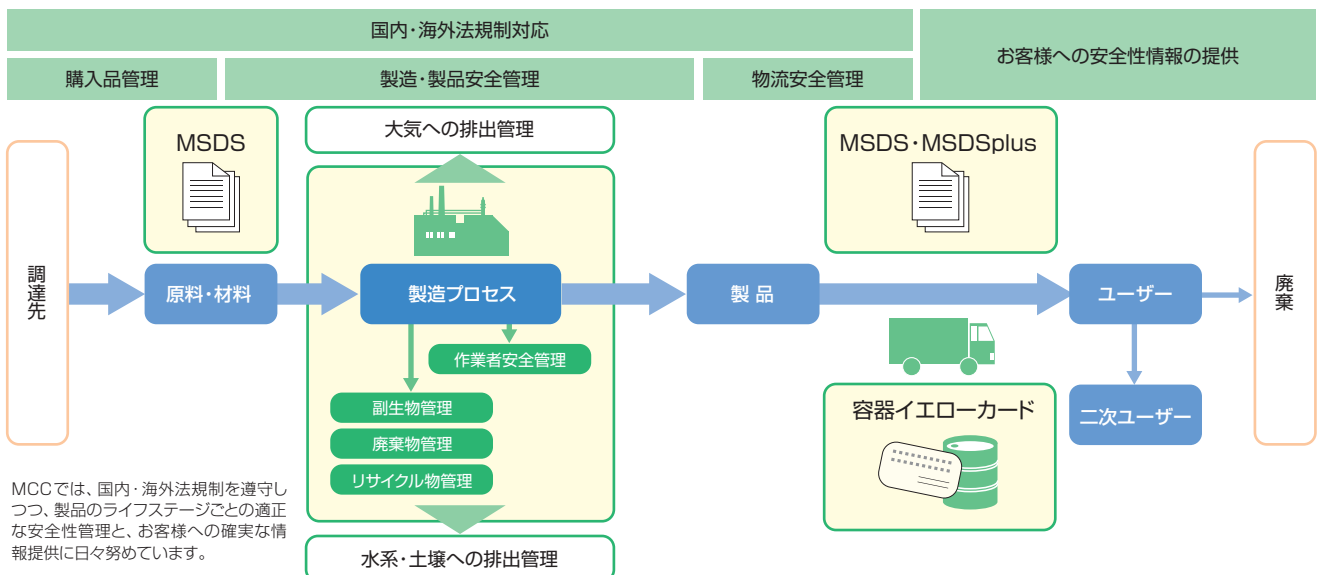 国内・海外法規制対応
お客様への安全性情報の提供
購入品管理
製造・製品安全管理
物流安全管理
MSDS
大気への排出管理
MSDS・MSDSplus
調達先
原料・材料
製造プロセス
製品
ユーザー
廃棄
作業者安全管理
副生物管理
廃棄物管理
リサイクル物管理
容器イエローカード
二次ユーザー
MCCでは、国内・海外法規制を遵守し
つつ、製品のライフステージごとの適正
な安全性管理と、お客様への確実な情
報提供に日々努めています。
水系・土壌への排出管理